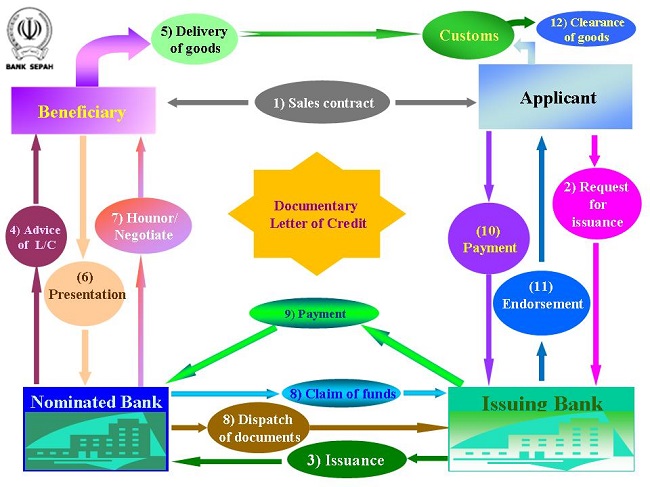 5) Delivery
of goods
Customs
12) Clearance
of goods
BANK SEPAH
Beneficiary
1) Sales contract
Applicant
4) Advice
of L/C
7) Hounor/
Negotiate
Documentary
Letter of Credit
2) Request
for
issuance
(10)
Payment
(6)
Presentation
(11)
Endorsement
9) Payment
Nominated Bank
8) Claim of funds
Issuing Bank
8) Dispatch
of documents
3) Issuance